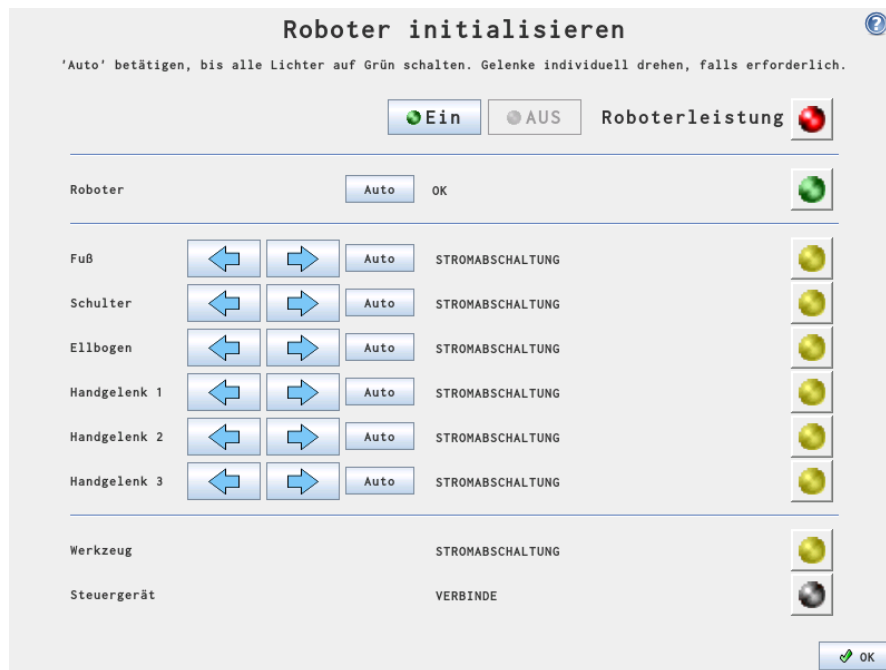 Roboter initialisieren
'Auto' betätigen, bis alle Lichter auf Grün schalten. Gelenke individuell drehen, falls erforderlich.
Ein AUS Roboterleistung
Roboter Auto OK
Fuß Auto STROMABSCHALTUNG
Schulter Auto STROMABSCHALTUNG
Ellbogen Auto STROMABSCHALTUNG
Handgelenk 1 Auto STROMABSCHALTUNG
Handgelenk 2 Auto STROMABSCHALTUNG
Handgelenk 3 Auto STROMABSCHALTUNG
Werkzeug STROMABSCHALTUNG
Steuergerät VERBINDE
OK